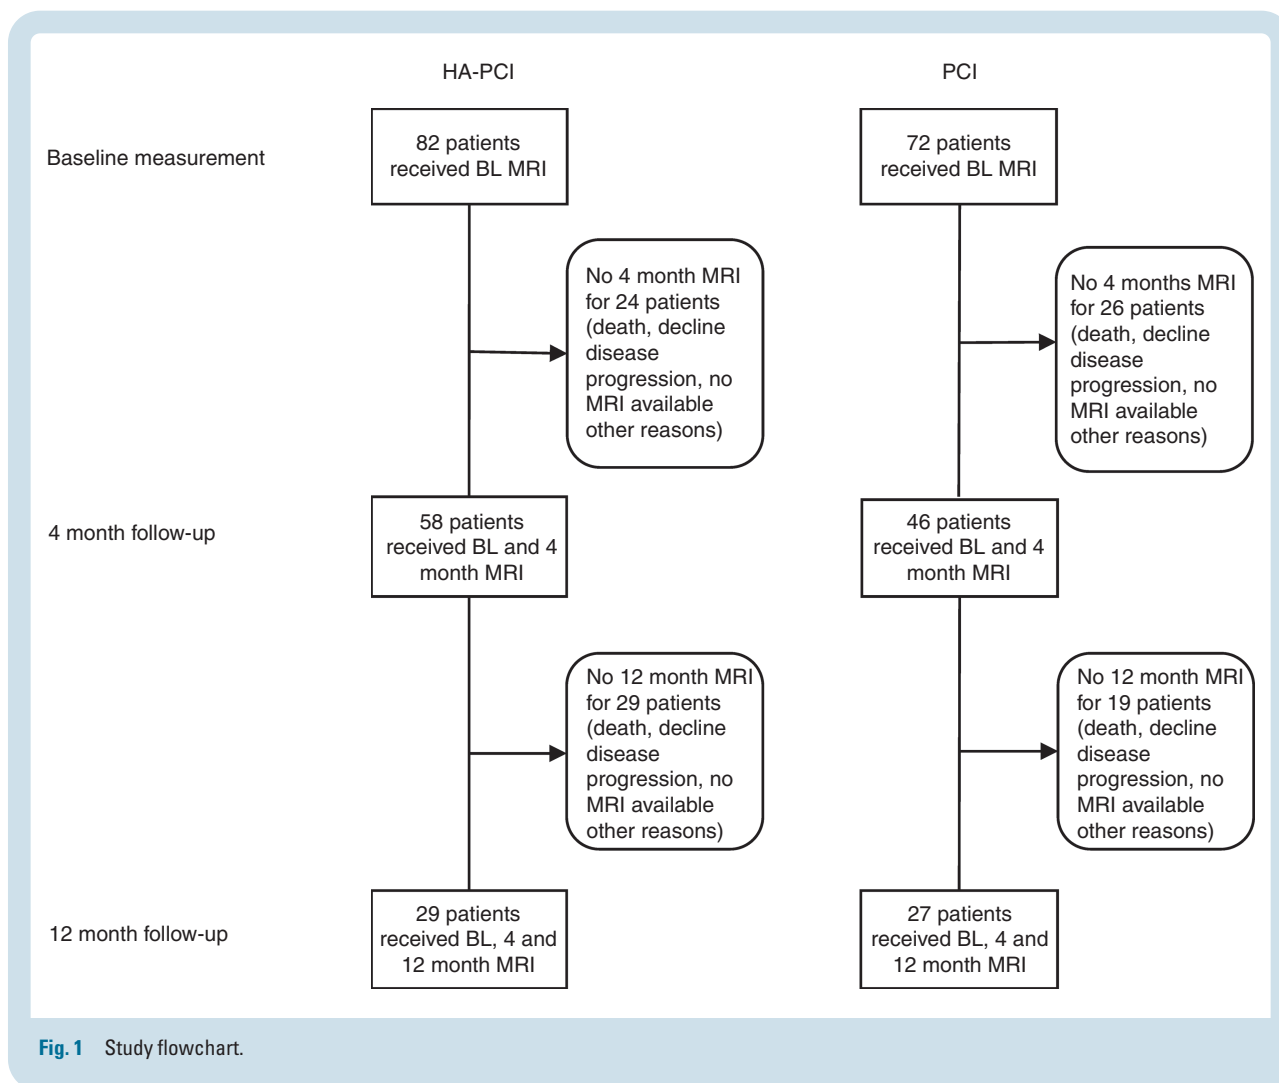 HA-PCI
PCI
Baseline measurement
82 patients
received BL MRI
72 patients
received BL MRI
No 4 month MRI
for 24 patients
(death, decline
disease
progression, no
MRI available
other reasons)
No 4 months MRI
for 26 patients
(death, decline
disease
progression, no
MRI available
other reasons)
4 month follow-up
58 patients
received BL and 4
month MRI
46 patients
received BL and 4
month MRI
No 12 month MRI
for 29 patients
(death, decline
disease
progression, no
MRI available
other reasons)
No 12 month MRI
for 19 patients
(death, decline
disease
progression, no
MRI available
other reasons)
12 month follow-up
29 patients
received BL, 4 and
12 month MRI
27 patients
received BL, 4 and
12 month MRI
Fig. 1 Study flowchart.